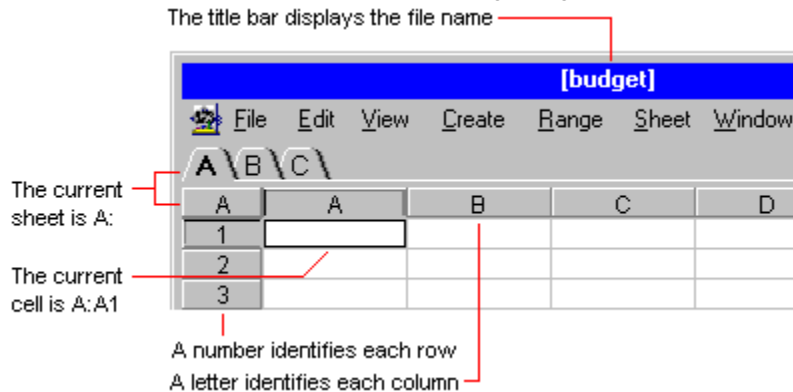 The title bar displays the file name
[budget]
File Edit View Create Range Sheet Window
A B C
The current
sheet is A:
A A B C D
1
2
3
The current
cell is A:A1
A number identifies each row
A letter identifies each column